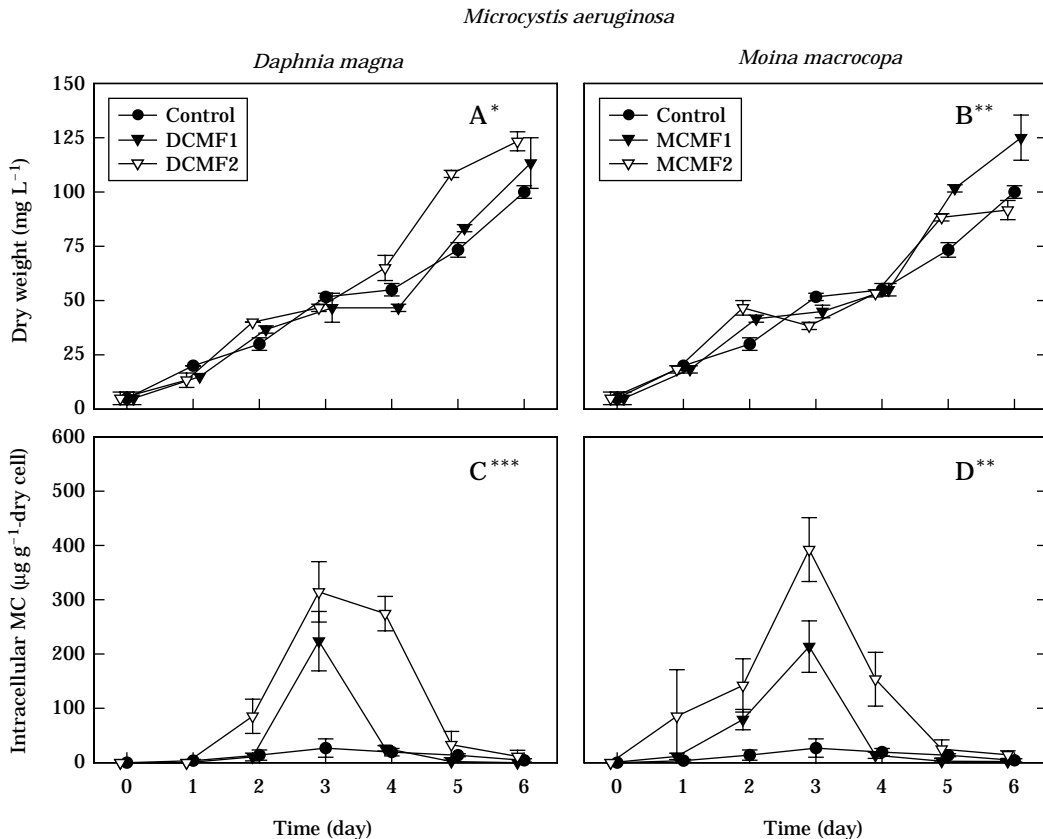 Microcystis aeruginosa
Daphnia magna
Moina macrocopa
Dry weight (mg L⁻¹)
150
125
100
75
50
25
0
Control
DCMF1
DCMF2
A*
Control
MCMF1
MCMF2
B**
Intracellular MC (μg g⁻¹-dry cell)
600
500
400
300
200
100
0
C***
D**
0 1 2 3 4 5 6
0 1 2 3 4 5 6
Time (day)
Time (day)